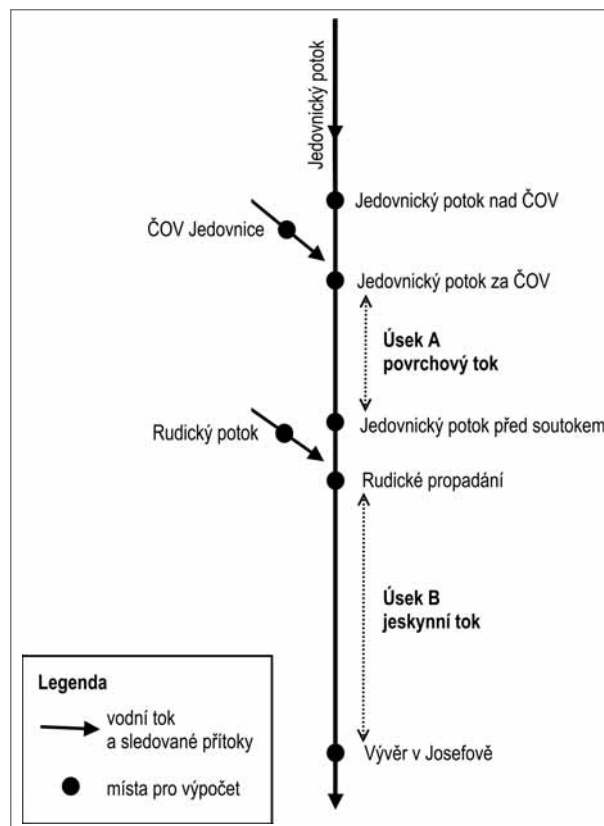 Jedovnický potok
Jedovnický potok nad ČOV
ČOV Jedovnice
Jedovnický potok za ČOV
Úsek A
povrchový tok
Jedovnický potok před soutokem
Rudický potok
Rudické propadání
Úsek B
jeskynní tok
Legenda
vodní tok
a sledované přítoky
místa pro výpočet
Vývěr v Josefově